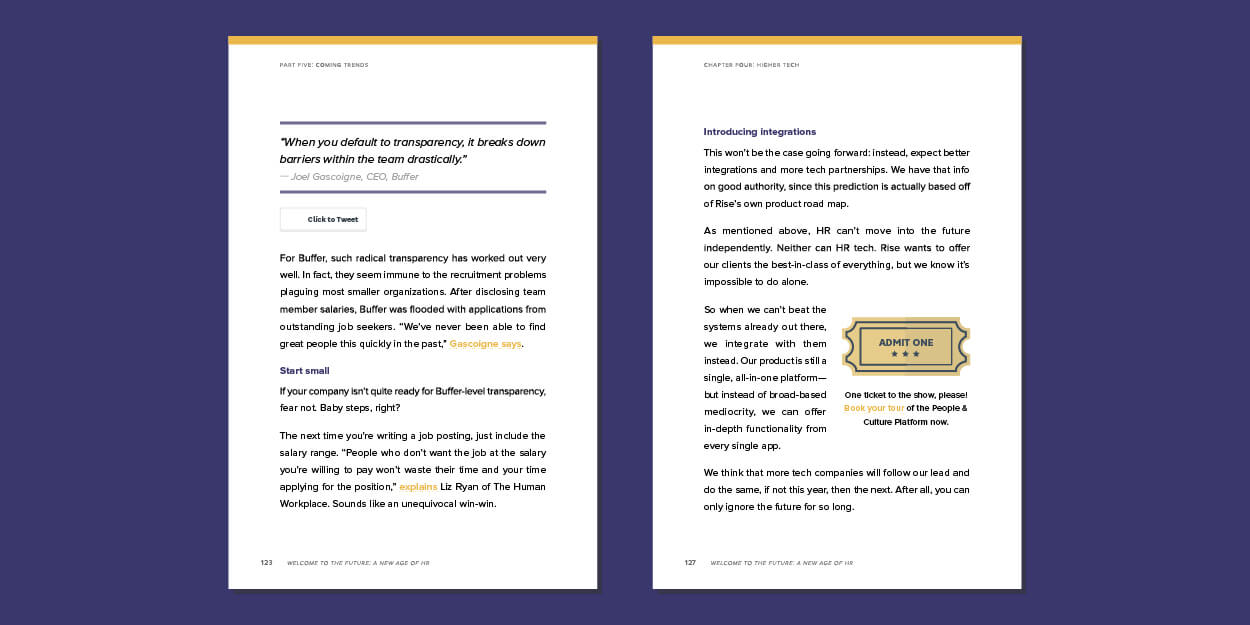 PART FIVE: COMING TRENDS
“When you default to transparency, it breaks down
barriers within the team drastically.”
— Joel Gascoigne, CEO, Buffer
Click to Tweet
For Buffer, such radical transparency has worked out very
well. In fact, they seem immune to the recruitment problems
plaguing most smaller organizations. After disclosing team
member salaries, Buffer was flooded with applications from
outstanding job seekers. “We’ve never been able to find
great people this quickly in the past,” Gascoigne says.
Start small
If your company isn’t quite ready for Buffer-level transparency,
fear not. Baby steps, right?
The next time you’re writing a job posting, just include the
salary range. “People who don’t want the job at the salary
you’re willing to pay won’t waste their time and your time
applying for the position,” explains Liz Ryan of The Human
Workplace. Sounds like an unequivocal win-win.
123 WELCOME TO THE FUTURE: A NEW AGE OF HR
CHAPTER FOUR: HIGHER TECH
Introducing integrations
This won’t be the case going forward: instead, expect better
integrations and more tech partnerships. We have that info
on good authority, since this prediction is actually based off
of Rise’s own product road map.
As mentioned above, HR can’t move into the future
independently. Neither can HR tech. Rise wants to offer
our clients the best-in-class of everything, but we know it’s
impossible to do alone.
So when we can’t beat the
systems already out there,
we integrate with them
instead. Our product is still a
single, all-in-one platform—
but instead of broad-based
mediocrity, we can offer
in-depth functionality from
every single app.
ADMIT ONE
One ticket to the show, please!
Book your tour of the People &
Culture Platform now.
We think that more tech companies will follow our lead and
do the same, if not this year, then the next. After all, you can
only ignore the future for so long.
127 WELCOME TO THE FUTURE: A NEW AGE OF HR